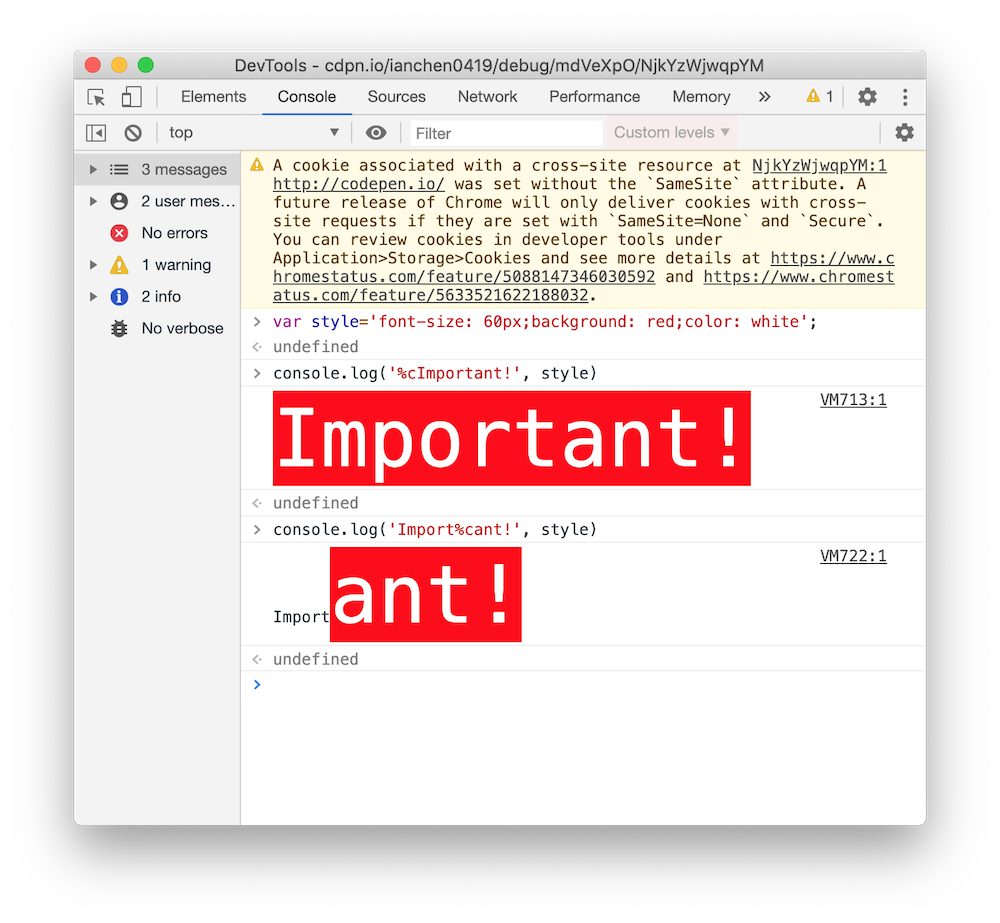 DevTools - cdpn.io/ianchen0419/debug/mdVeXpO/NjkYzWjwqpYM
Elements Console Sources Network Performance Memory » 1
top ▼ Filter Custom levels ▼
3 messages
2 user mes…
No errors
1 warning
2 info
No verbose
A cookie associated with a cross-site resource at NjkYzWjwqpYM:1
http://codepen.io/ was set without the `SameSite` attribute. A
future release of Chrome will only deliver cookies with cross-
site requests if they are set with `SameSite=None` and `Secure`.
You can review cookies in developer tools under
Application>Storage>Cookies and see more details at https://www.c
hromestatus.com/feature/5088147346030592 and https://www.chromest
atus.com/feature/5633521622188032.
> var style='font-size: 60px;background: red;color: white';
undefined
> console.log('%cImportant!', style)
Important! VM713:1
undefined
> console.log('Import%cant!', style)
Important! VM722:1
undefined
>